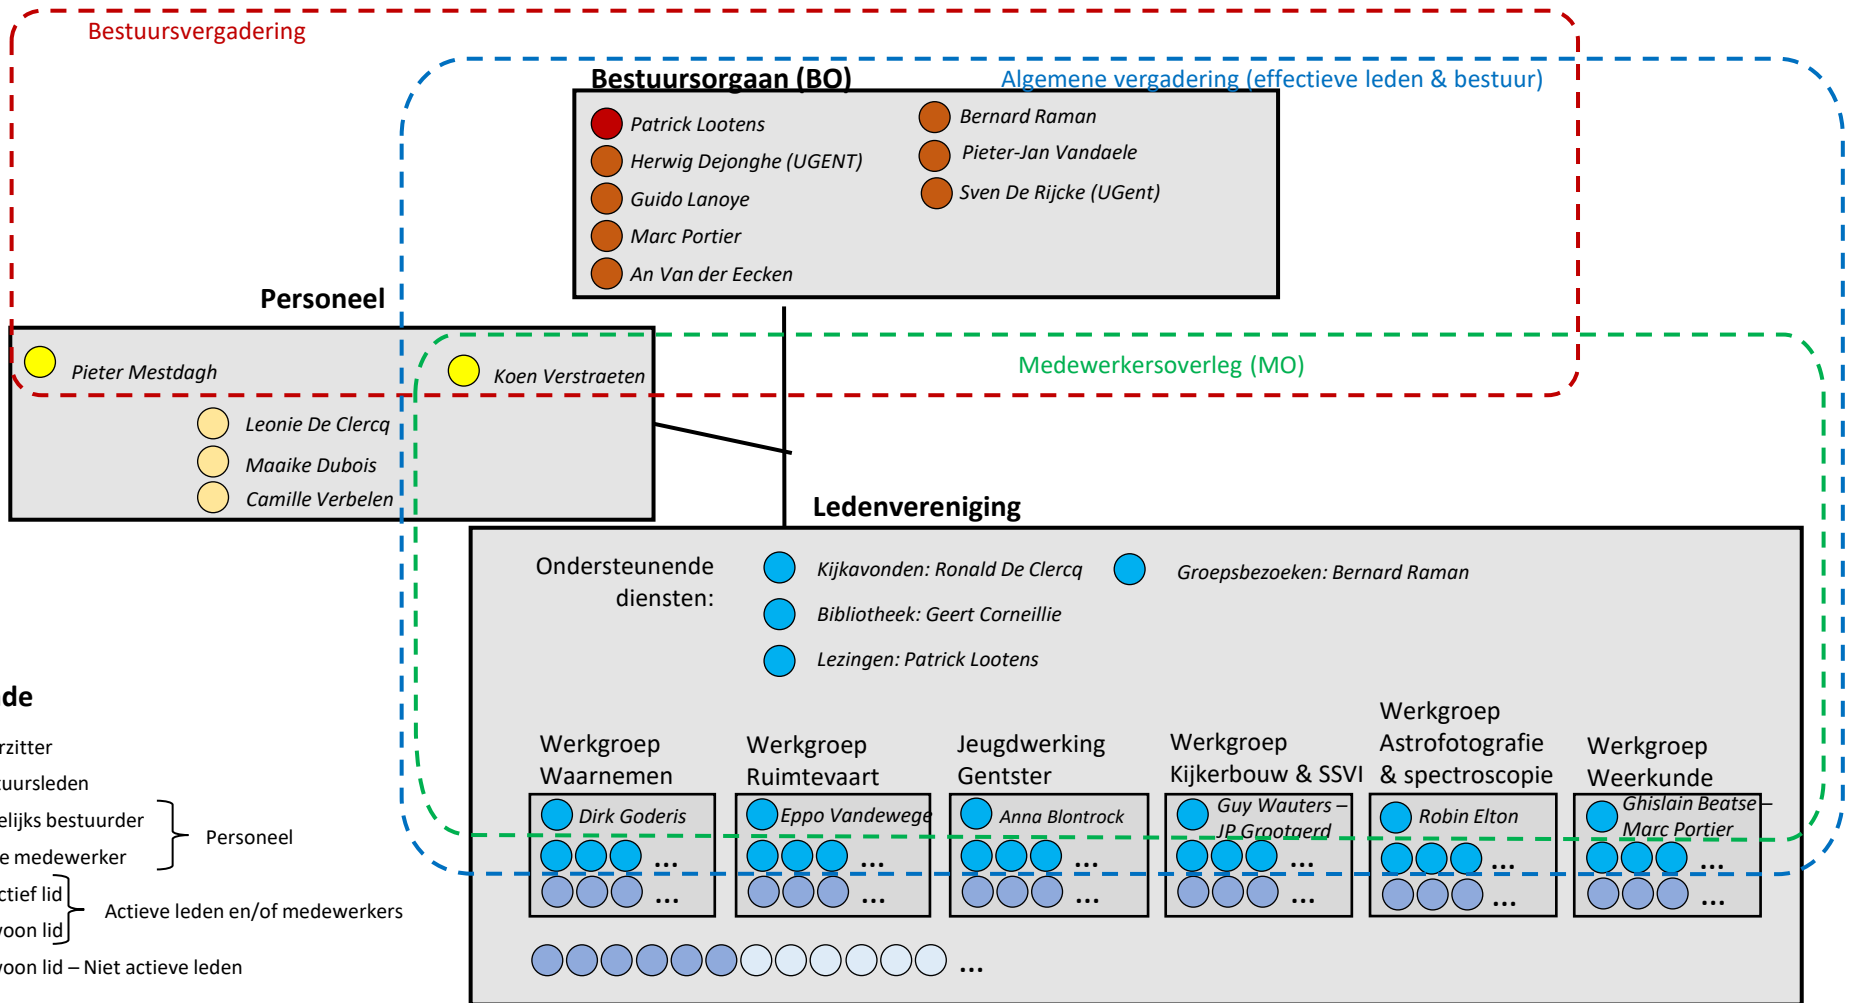 Bestuursvergadering
Bestuursorgaan (BO)
Algemene vergadering (effectieve leden & bestuur)
Patrick Lootens
Herwig Dejonghe (UGENT)
Guido Lanoye
Marc Portier
An Van der Eecken
Bernard Raman
Pieter-Jan Vandaele
Sven De Rijcke (UGent)
Personeel
Pieter Mestdagh
Koen Verstraeten
Leonie De Clercq
Maaike Dubois
Camille Verbelen
Medewerkersoverleg (MO)
Ledenvereniging
Ondersteunende
diensten:
Kijkavonden: Ronald De Clercq
Bibliotheek: Geert Corneillie
Lezingen: Patrick Lootens
Groepsbezoeken: Bernard Raman
Werkgroep
Waarnemen
Dirk Goderis
...
...
Werkgroep
Ruimtevaart
Eppo Vandewege
...
...
Jeugdwerking
Gentster
Anna Blontrock
...
...
Werkgroep
Kijkerbouw & SSVI
Guy Wauters –
JP Grootaerd
...
...
Werkgroep
Astrofotografie
& spectroscopie
Robin Elton
...
...
Werkgroep
Weerkunde
Ghislain Beatse –
Marc Portier
...
...
...
de
rzitter
tuursleden
elijks bestuurder
e medewerker
Personeel
ctief lid
voon lid
Actieve leden en/of medewerkers
voon lid – Niet actieve leden